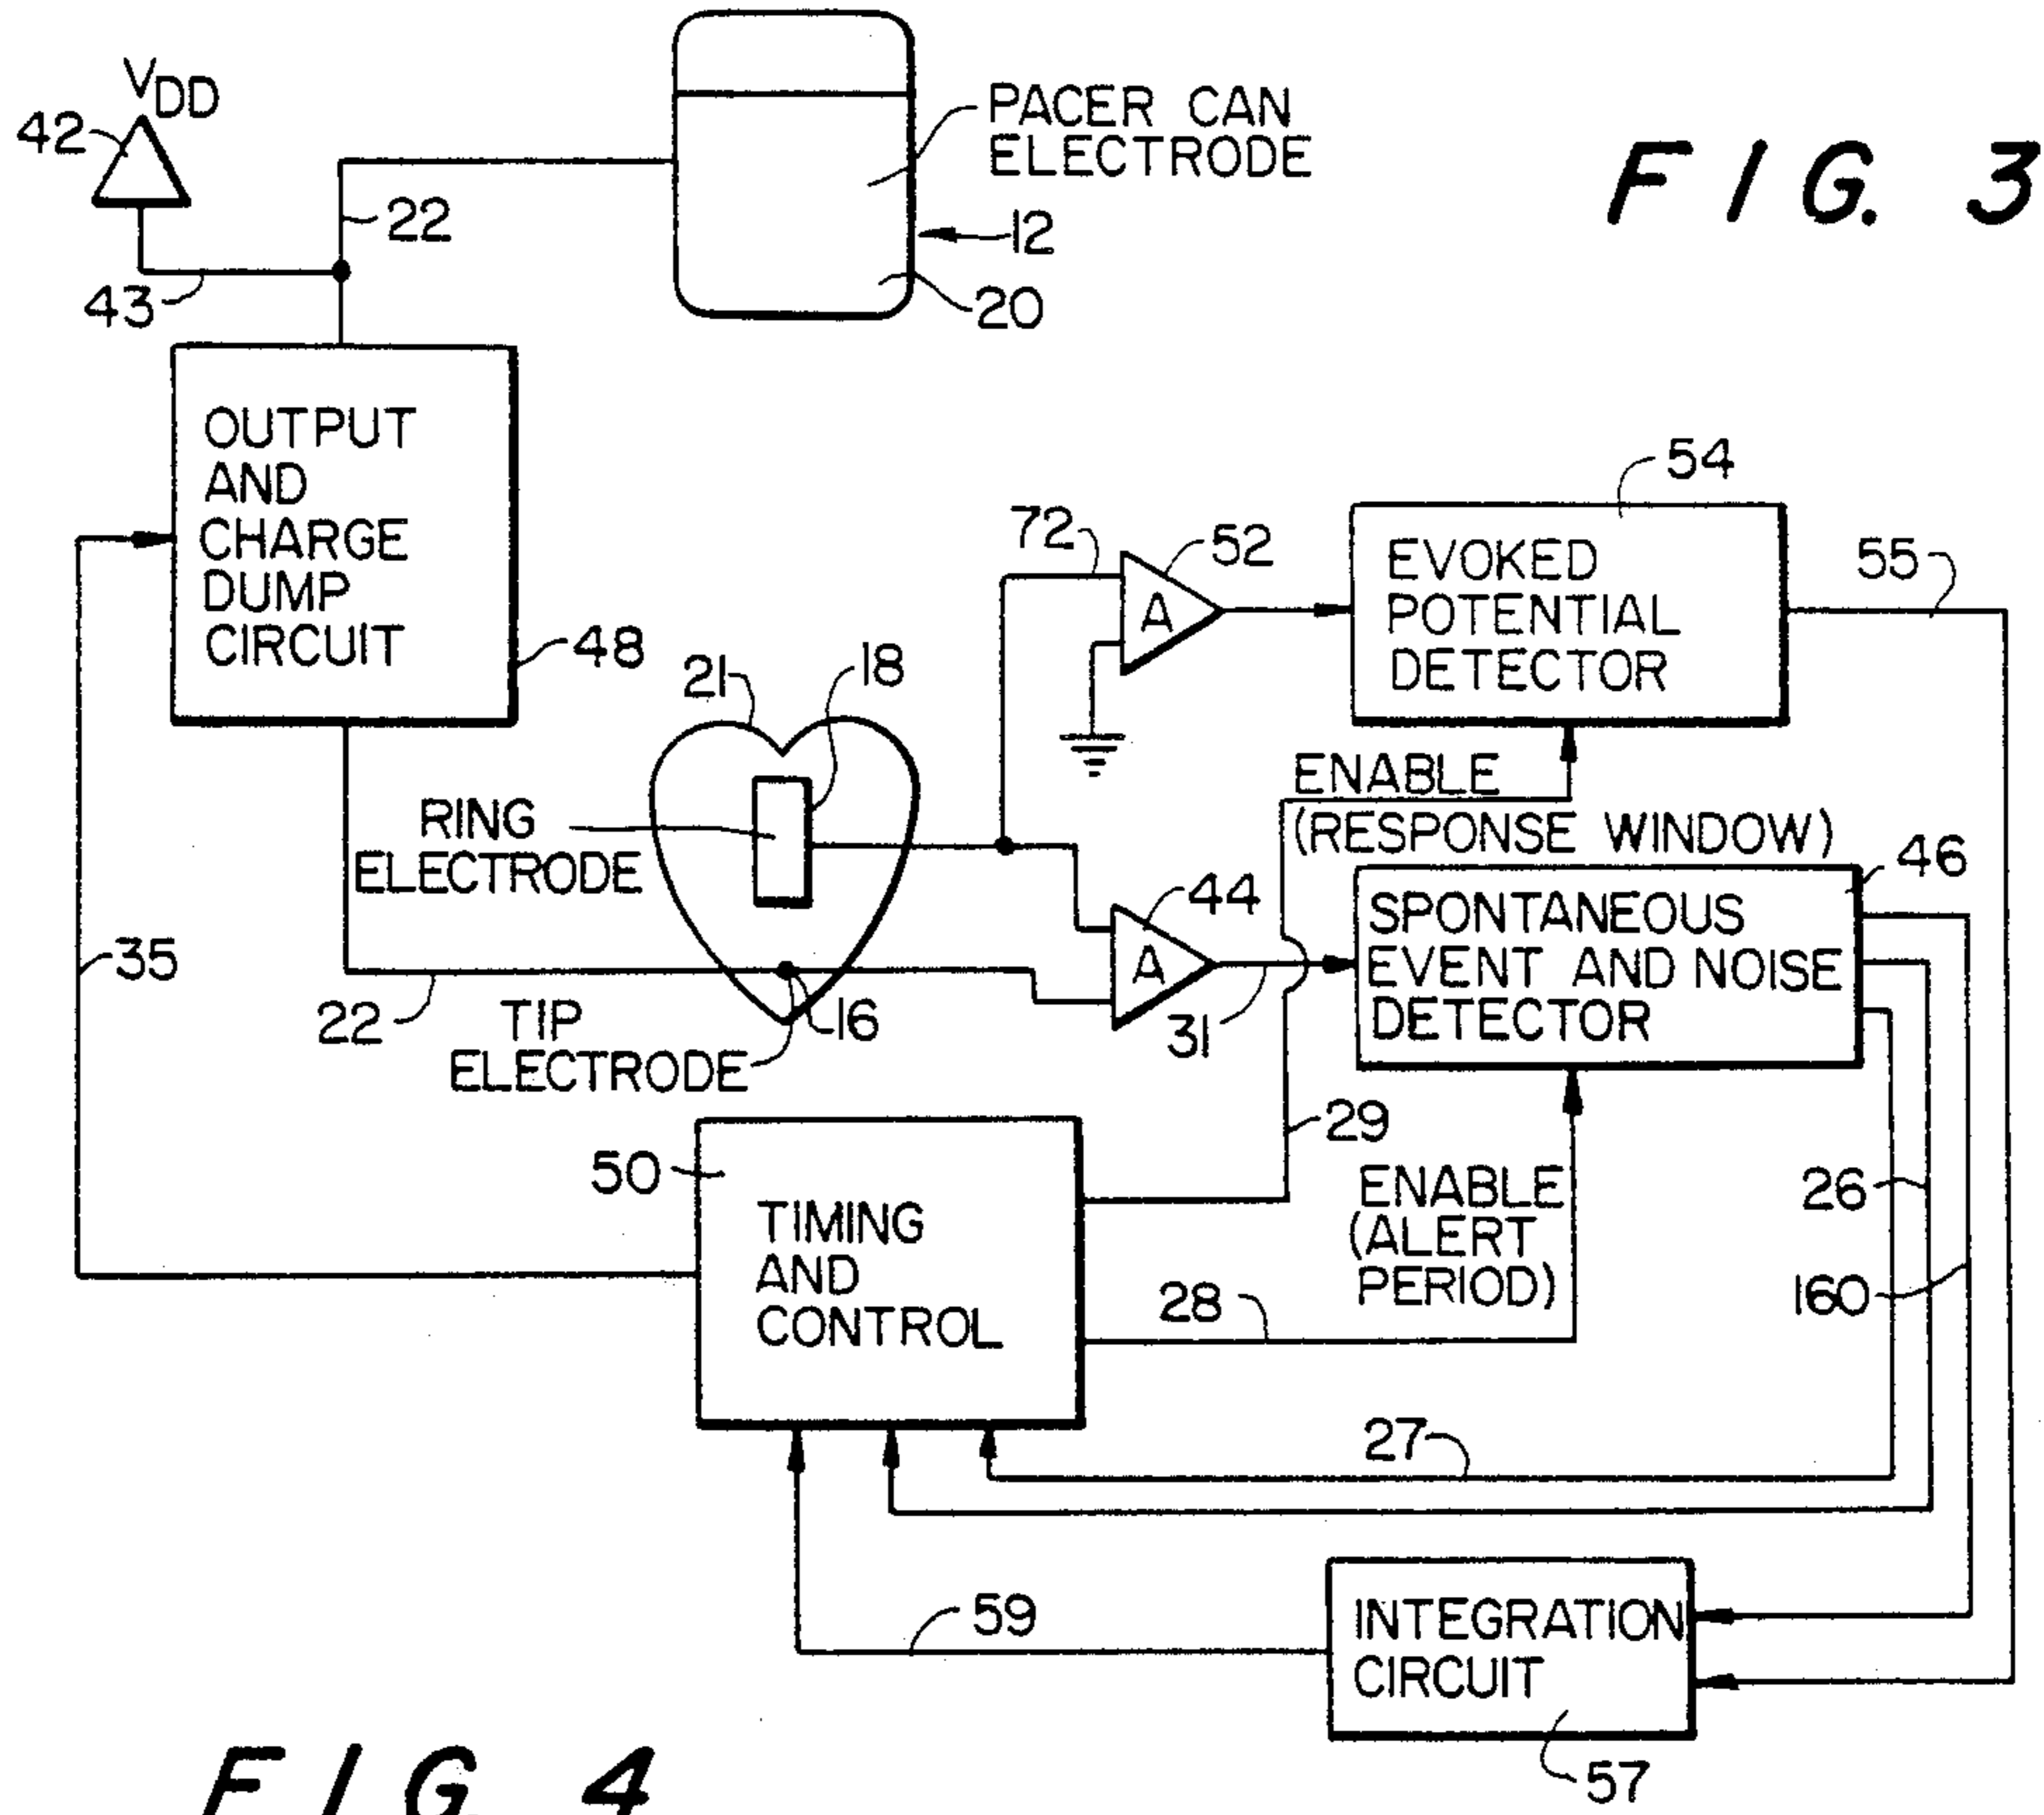 FIG. 3
V_DD
42
22
43
PACER CAN
ELECTRODE
12
20
OUTPUT
AND
CHARGE
DUMP
CIRCUIT
48
35
22
21
18
RING
ELECTRODE
TIP
ELECTRODE
16
72
52
A
44
A
31
54
EVOKED
POTENTIAL
DETECTOR
55
ENABLE
(RESPONSE WINDOW)
46
SPONTANEOUS
EVENT AND NOISE
DETECTOR
29
50
TIMING
AND
CONTROL
ENABLE
(ALERT
PERIOD)
28
26
160
27
59
INTEGRATION
CIRCUIT
57
FIG. 4